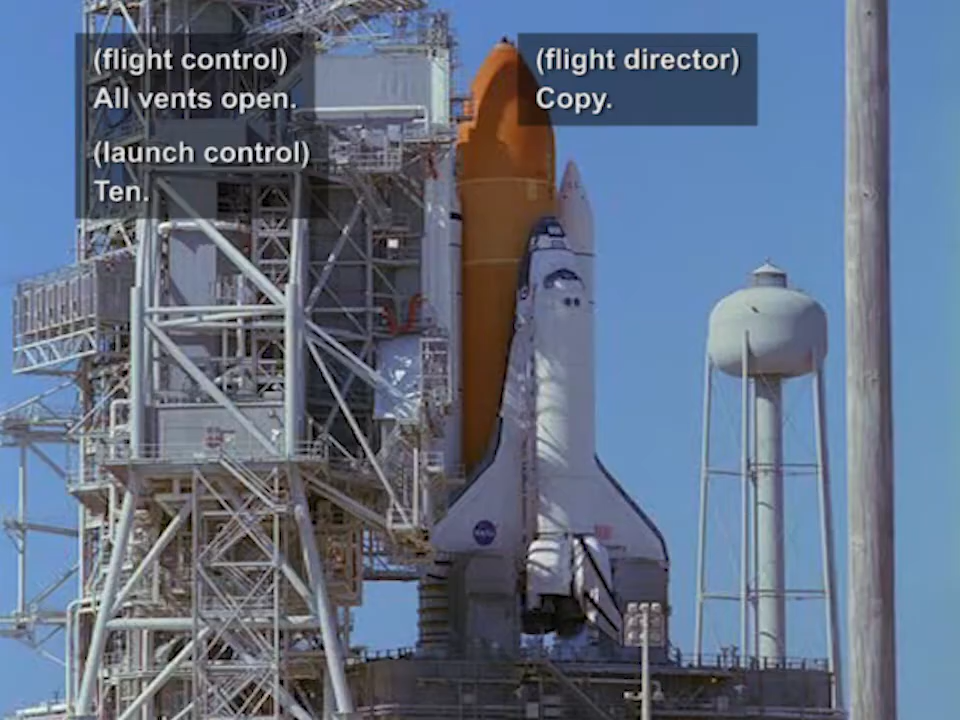 (flight control)
All vents open.
(launch control)
Ten.
(flight director)
Copy.